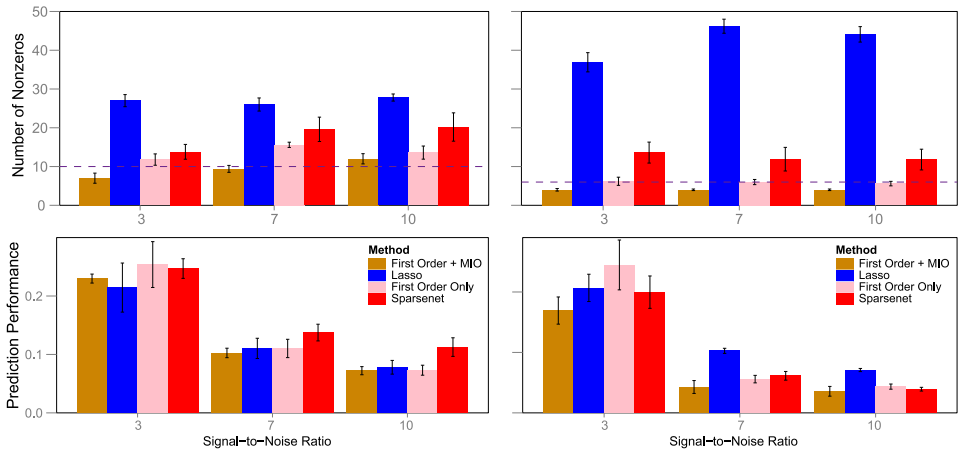 Number of Nonzeros
50
40
30
20
10
0
3
7
10
3
7
10
Prediction Performance
0.2
0.1
0.0
Method
First Order + MIO
Lasso
First Order Only
Sparsenet
Method
First Order + MIO
Lasso
First Order Only
Sparsenet
3
7
10
3
7
10
Signal−to−Noise Ratio
Signal−to−Noise Ratio